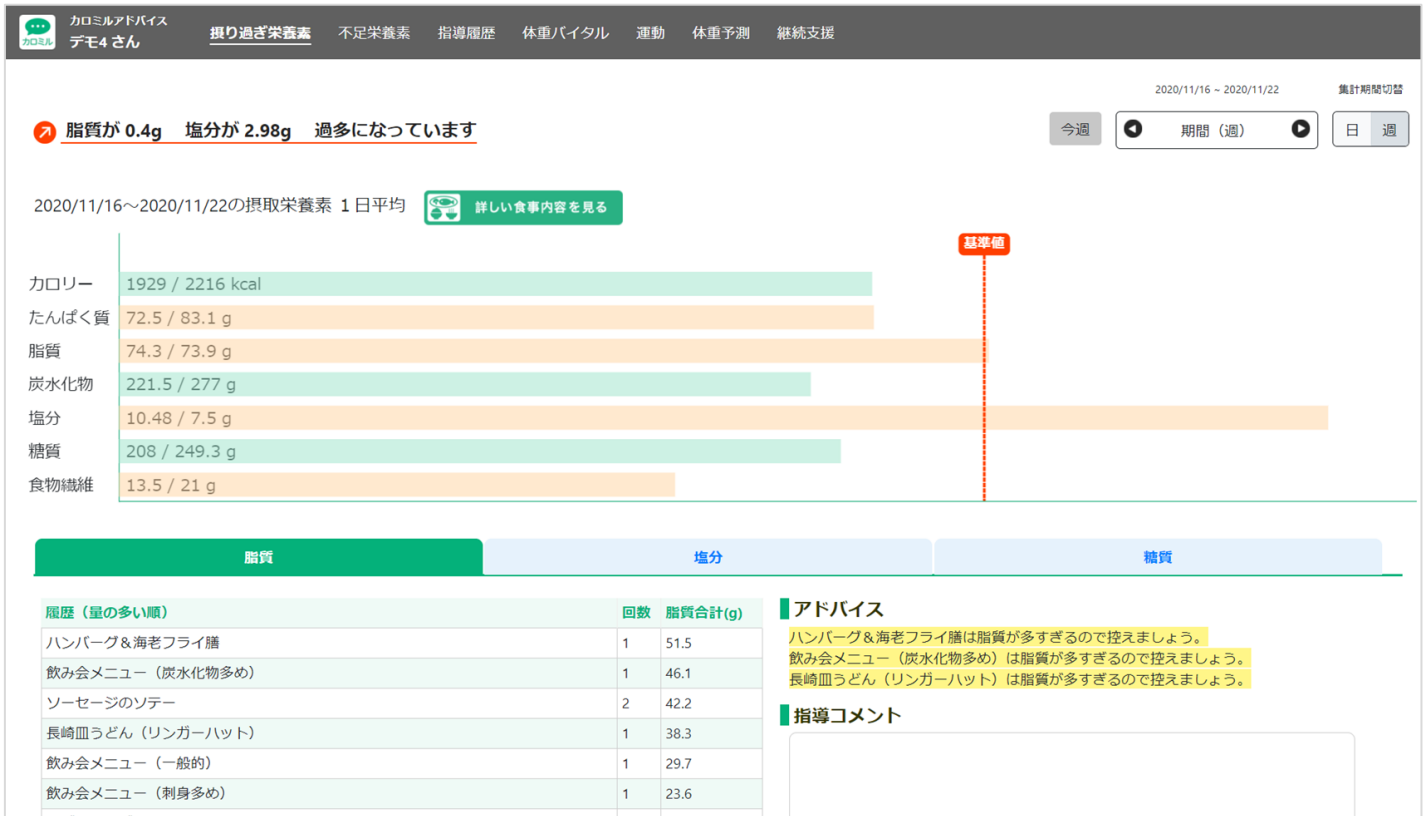 カロミルアドバイス
カロミル
デモ4 さん
摂り過ぎ栄養素 不足栄養素 指導履歴 体重バイタル 運動 体重予測 継続支援
2020/11/16 ~ 2020/11/22 集計期間切替
脂質が 0.4g 塩分が 2.98g 過多になっています
今週 期間（週） 日 週
2020/11/16～2020/11/22の摂取栄養素 １日平均 詳しい食事内容を見る
基準値
カロリー 1929 / 2216 kcal
たんぱく質 72.5 / 83.1 g
脂質 74.3 / 73.9 g
炭水化物 221.5 / 277 g
塩分 10.48 / 7.5 g
糖質 208 / 249.3 g
食物繊維 13.5 / 21 g
脂質 塩分 糖質
履歴（量の多い順） 回数 脂質合計(g)
ハンバーグ＆海老フライ膳 1 51.5
飲み会メニュー（炭水化物多め） 1 46.1
ソーセージのソテー 2 42.2
長崎皿うどん（リンガーハット） 1 38.3
飲み会メニュー（一般的） 1 29.7
飲み会メニュー（刺身多め） 1 23.6
アドバイス
ハンバーグ＆海老フライ膳は脂質が多すぎるので控えましょう。
飲み会メニュー（炭水化物多め）は脂質が多すぎるので控えましょう。
長崎皿うどん（リンガーハット）は脂質が多すぎるので控えましょう。
指導コメント